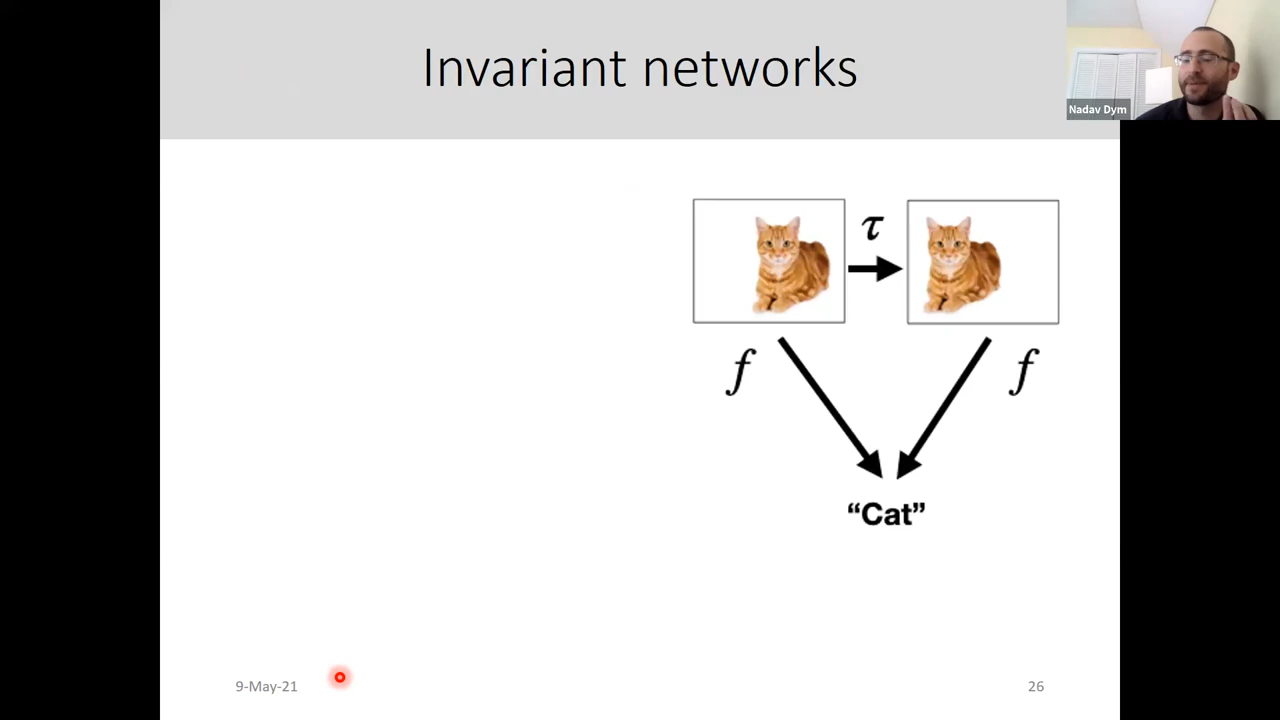 Invariant networks
Nadav Dym
τ
f
f
“Cat”
9-May-21
26